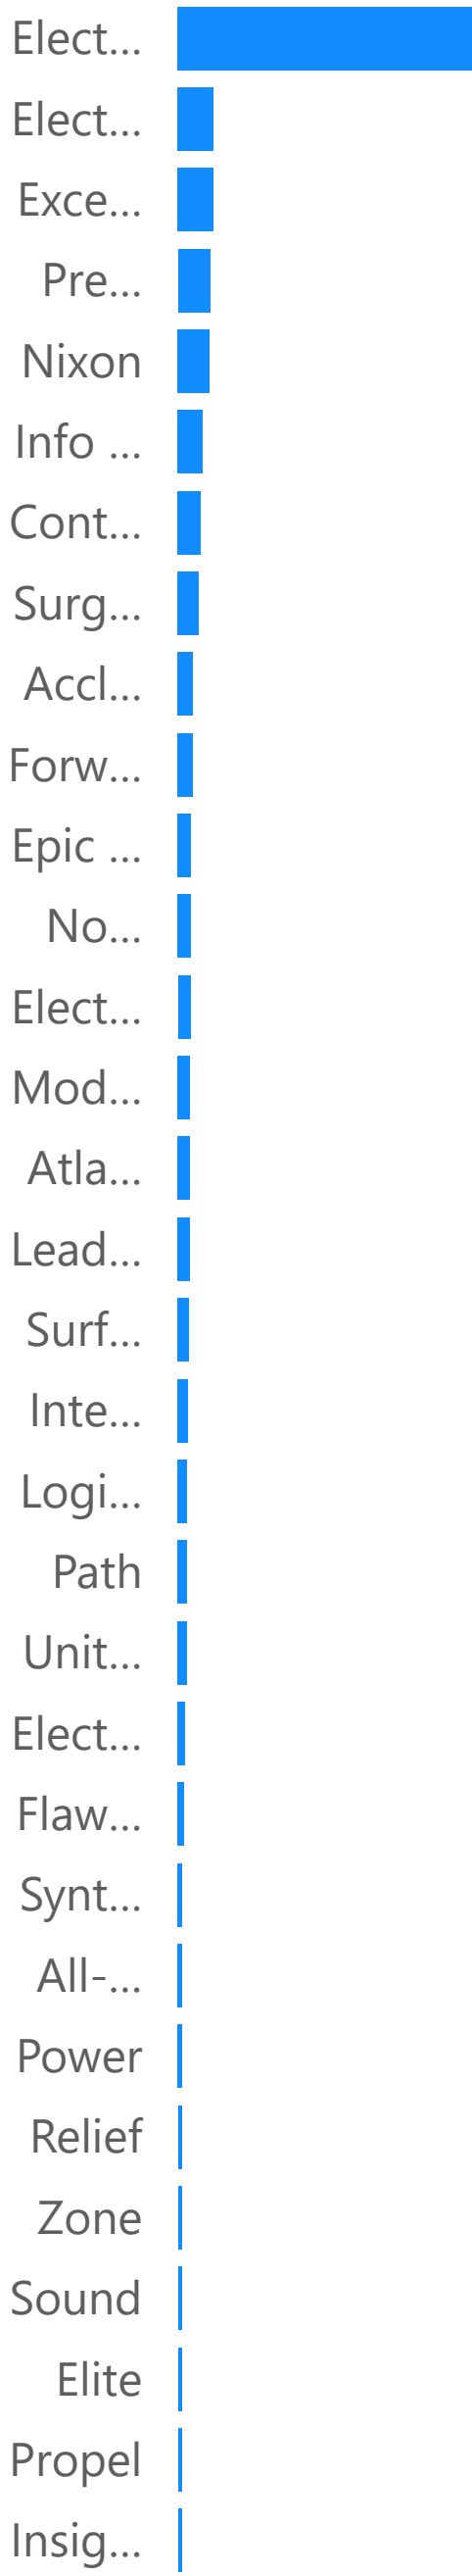 Elect...
Elect...
Exce...
Pre...
Nixon
Info ...
Cont...
Surg...
Accl...
Forw...
Epic ...
No...
Elect...
Mod...
Atla...
Lead...
Surf...
Inte...
Logi...
Path
Unit...
Elect...
Flaw...
Synt...
All-...
Power
Relief
Zone
Sound
Elite
Propel
Insig...